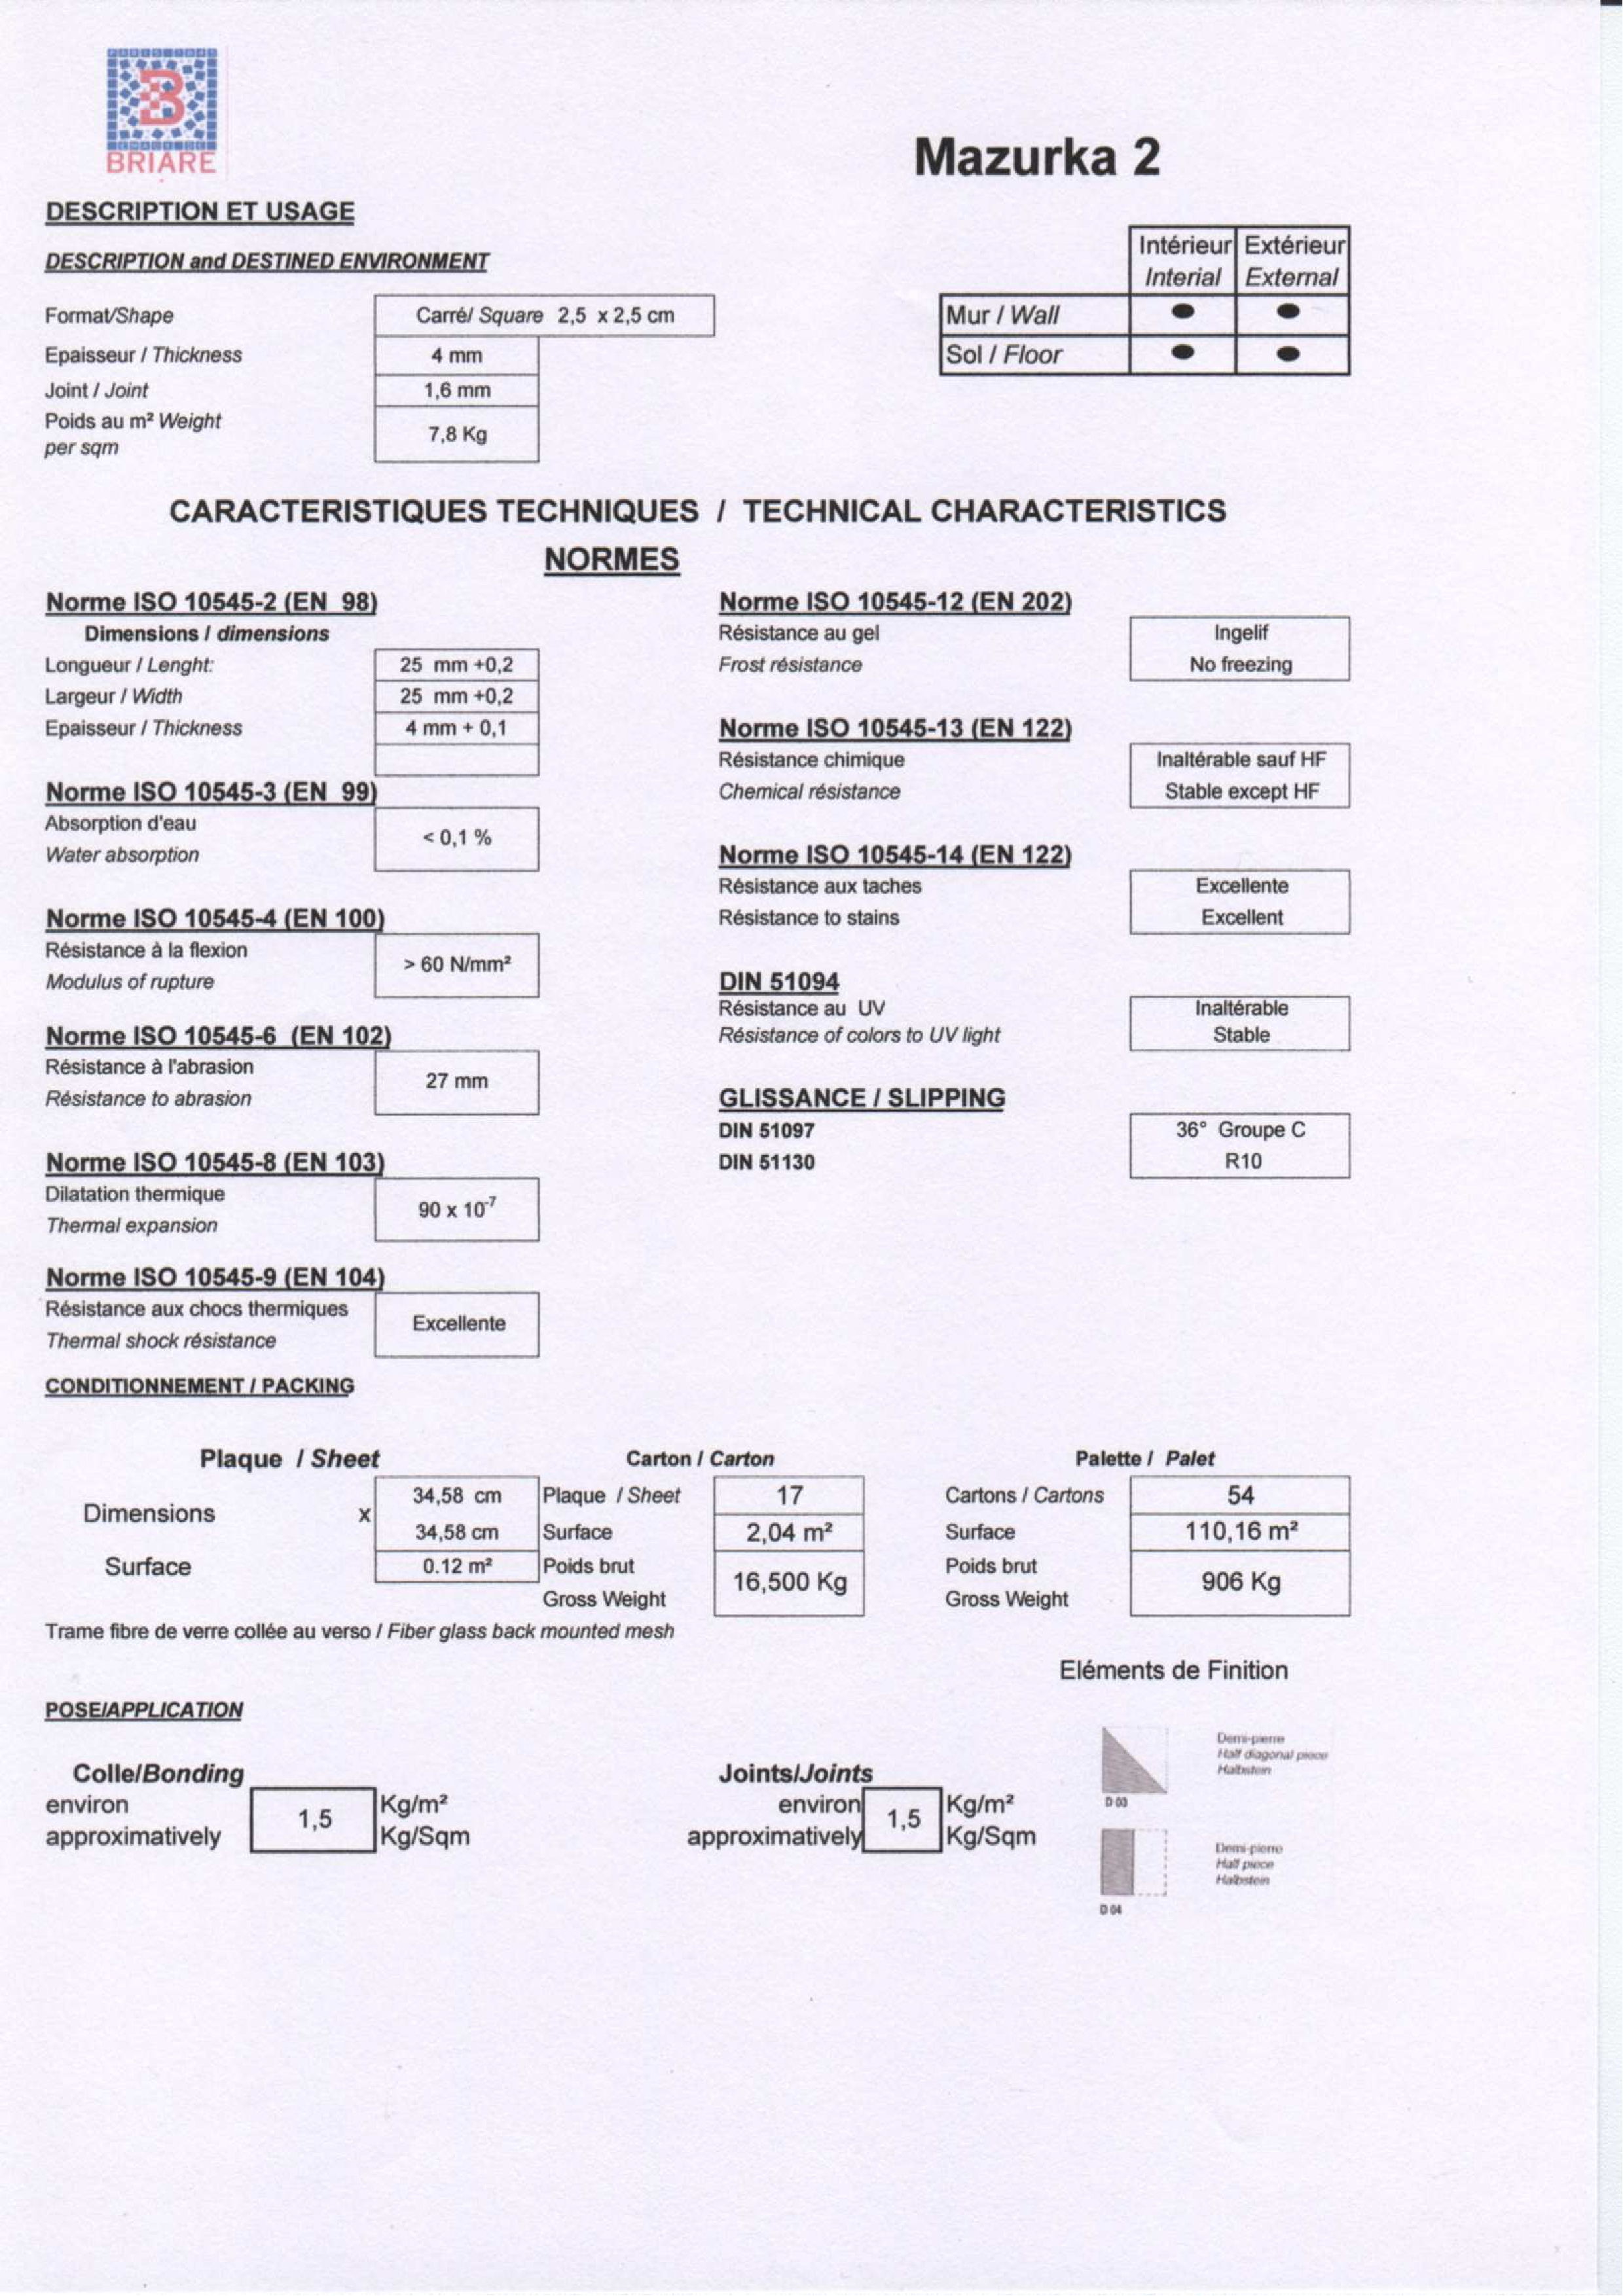 BRIARE
Mazurka 2
DESCRIPTION ET USAGE
DESCRIPTION and DESTINED ENVIRONMENT
Intérieur Extérieur
Interial External
Format/Shape Carré/ Square 2,5 x 2,5 cm Mur / Wall
Epaisseur / Thickness 4 mm Sol / Floor
Joint / Joint 1,6 mm
Poids au m² Weight
per sqm 7,8 Kg
CARACTERISTIQUES TECHNIQUES / TECHNICAL CHARACTERISTICS
NORMES
Norme ISO 10545-2 (EN 98)
Dimensions / dimensions
Longueur / Lenght: 25 mm +0,2
Largeur / Width 25 mm +0,2
Epaisseur / Thickness 4 mm + 0,1
Norme ISO 10545-3 (EN 99)
Absorption d'eau
Water absorption
< 0,1 %
Norme ISO 10545-4 (EN 100)
Résistance à la flexion
Modulus of rupture
> 60 N/mm²
Norme ISO 10545-6 (EN 102)
Résistance à l'abrasion
Résistance to abrasion
27 mm
Norme ISO 10545-8 (EN 103)
Dilatation thermique
Thermal expansion
90 x 10⁻⁷
Norme ISO 10545-9 (EN 104)
Résistance aux chocs thermiques
Thermal shock résistance
Excellente
Norme ISO 10545-12 (EN 202)
Résistance au gel Ingelif
Frost résistance No freezing
Norme ISO 10545-13 (EN 122)
Résistance chimique Inaltérable sauf HF
Chemical résistance Stable except HF
Norme ISO 10545-14 (EN 122)
Résistance aux taches Excellente
Résistance to stains Excellent
DIN 51094
Résistance au UV Inaltérable
Résistance of colors to UV light Stable
GLISSANCE / SLIPPING
DIN 51097 36° Groupe C
DIN 51130 R10
CONDITIONNEMENT / PACKING
Plaque / Sheet Carton / Carton Palette / Palet
Dimensions x 34,58 cm Plaque / Sheet 17 Cartons / Cartons 54
34,58 cm Surface 2,04 m² Surface 110,16 m²
Surface 0.12 m² Poids brut Poids brut
Gross Weight 16,500 Kg Gross Weight 906 Kg
Trame fibre de verre collée au verso / Fiber glass back mounted mesh
Eléments de Finition
POSE/APPLICATION
Colle/Bonding
environ 1,5 Kg/m²
approximatively Kg/Sqm
Joints/Joints
environ 1,5 Kg/m²
approximatively Kg/Sqm
Demi-pierre
Half diagonal piece
Halbstein
D 03
Demi-pierre
Half piece
Halbstein
D 04